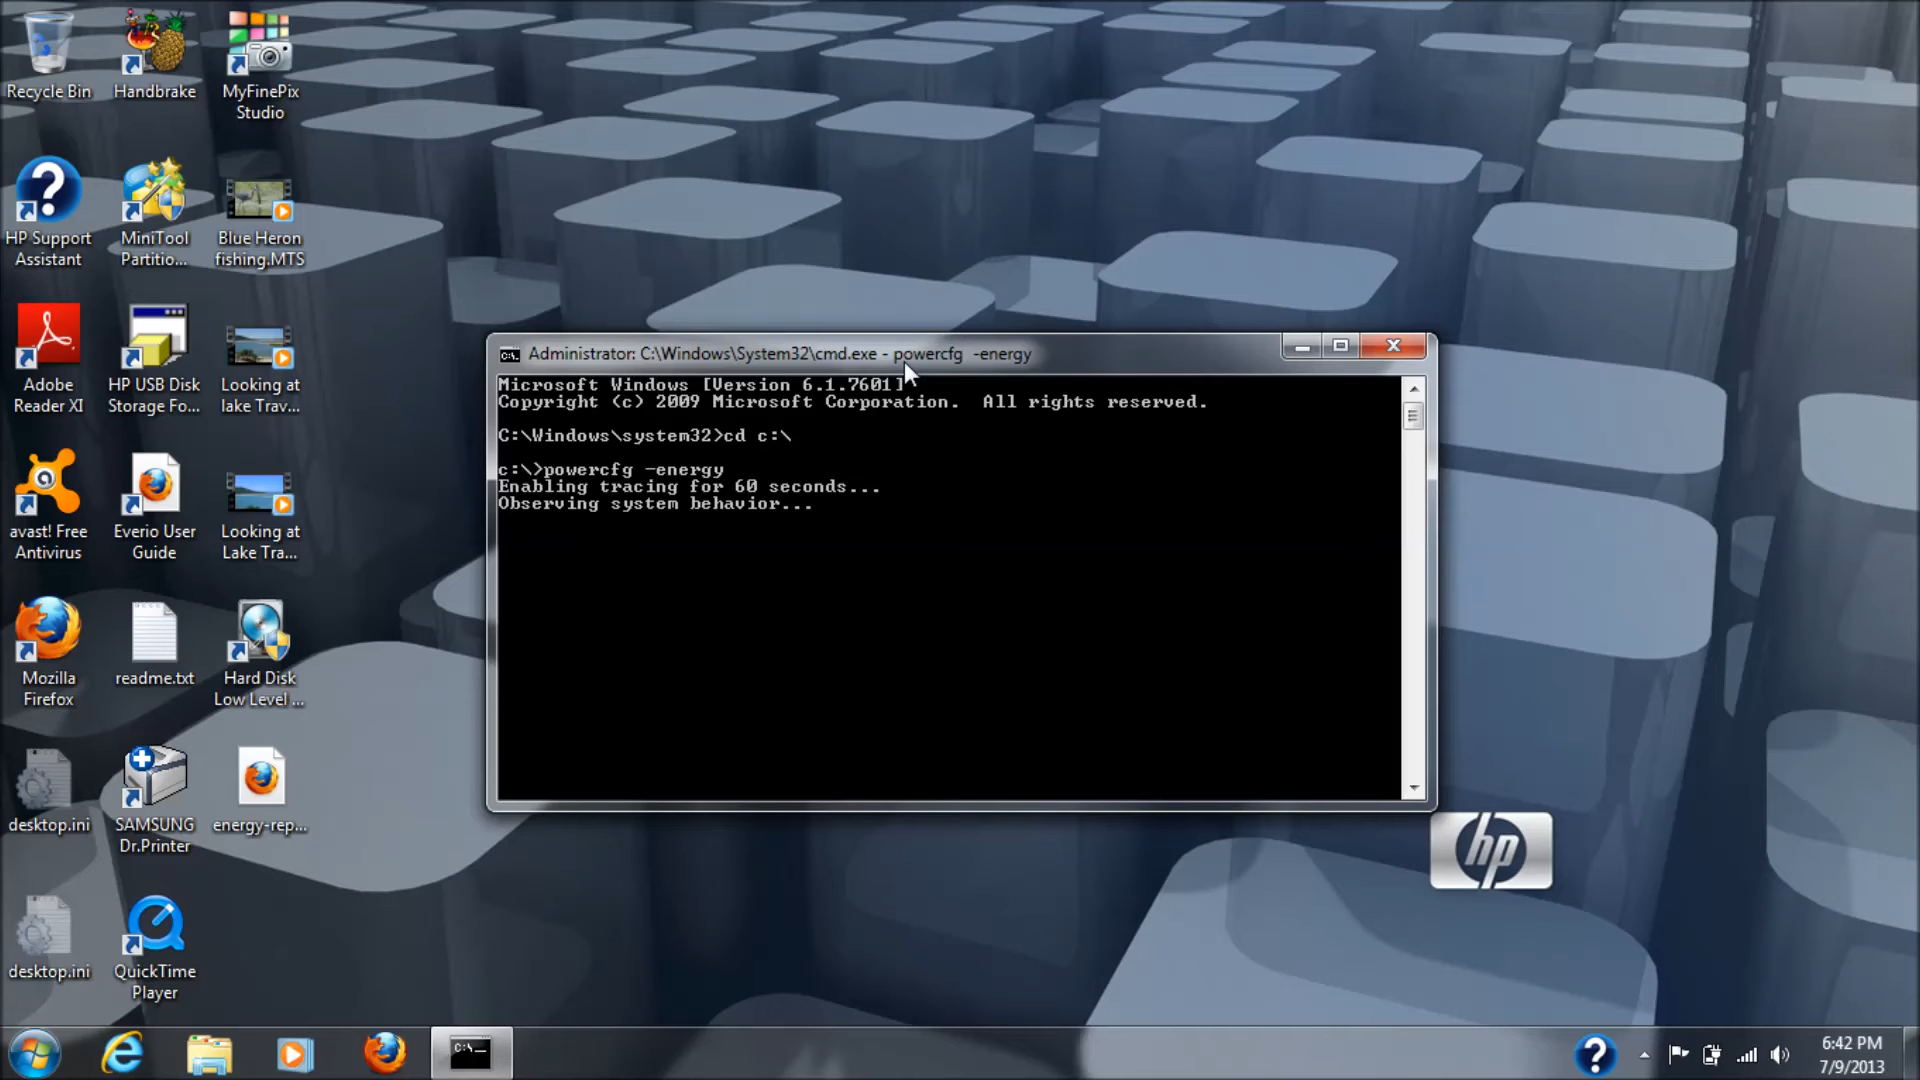 Recycle Bin
Handbrake
MyFinePix
Studio
HP Support
Assistant
MiniTool
Partitio...
Blue Heron
fishing.MTS
Adobe
Reader XI
HP USB Disk
Storage Fo...
Looking at
lake Trav...
avast! Free
Antivirus
Everio User
Guide
Looking at
Lake Tra...
Mozilla
Firefox
readme.txt
Hard Disk
Low Level ...
desktop.ini
SAMSUNG
Dr.Printer
energy-rep...
desktop.ini
QuickTime
Player
Administrator: C:\Windows\System32\cmd.exe - powercfg  -energy
Microsoft Windows [Version 6.1.7601]
Copyright (c) 2009 Microsoft Corporation.  All rights reserved.
C:\Windows\system32>cd c:\
c:\>powercfg -energy
Enabling tracing for 60 seconds...
Observing system behavior...
hp
C:\_
6:42 PM
7/9/2013